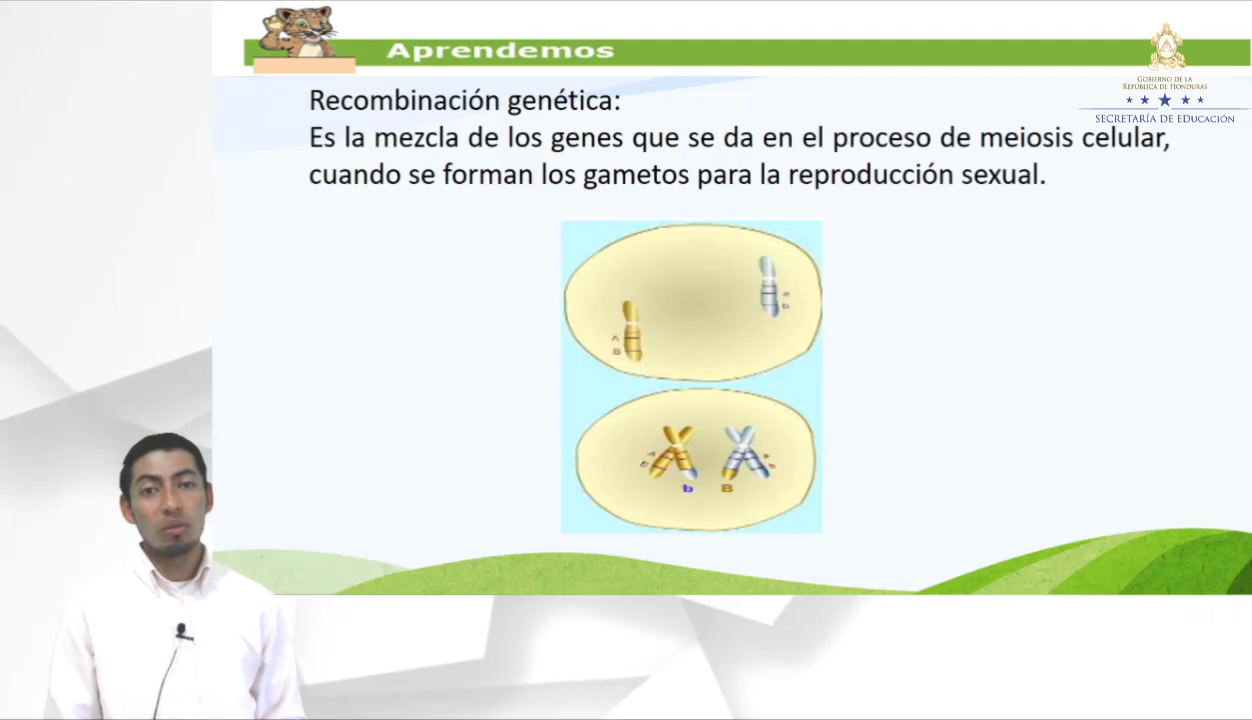 Aprendemos
GOBIERNO DE LA
REPÚBLICA DE HONDURAS
SECRETARÍA DE EDUCACIÓN
Recombinación genética:
Es la mezcla de los genes que se da en el proceso de meiosis celular,
cuando se forman los gametos para la reproducción sexual.
a
b
A
B
b B